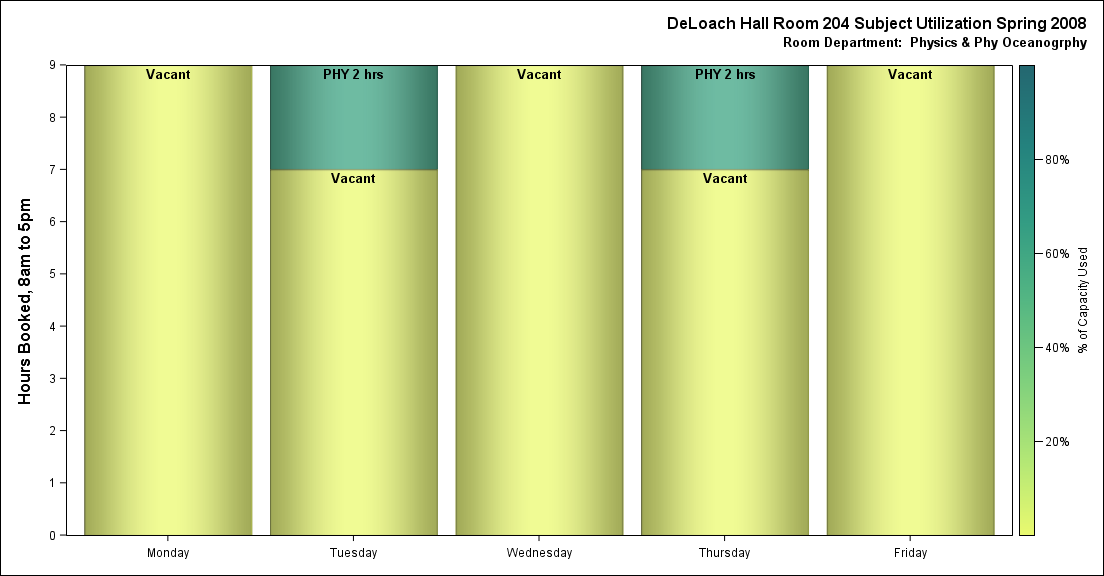 DeLoach Hall Room 204 Subject Utilization Spring 2008
Room Department:  Physics & Phy Oceanogrphy
Hours Booked, 8am to 5pm
9
8
7
6
5
4
3
2
1
0
Vacant
PHY 2 hrs
Vacant
Vacant
PHY 2 hrs
Vacant
Vacant
Monday
Tuesday
Wednesday
Thursday
Friday
80%
60%
40%
20%
% of Capacity Used